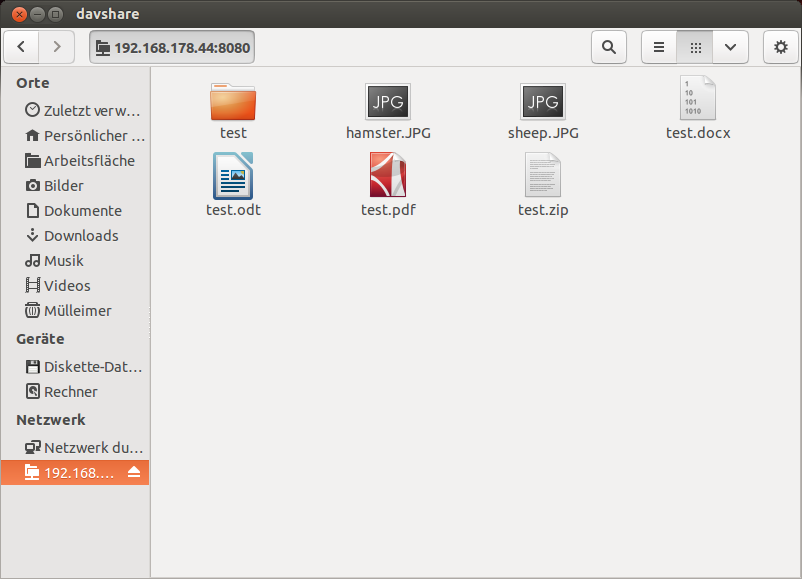 davshare
192.168.178.44:8080
Orte
Zuletzt verw…
Persönlicher …
Arbeitsfläche
Bilder
Dokumente
Downloads
Musik
Videos
Mülleimer
Geräte
Diskette-Dat…
Rechner
Netzwerk
Netzwerk du…
192.168.…
test
JPG
hamster.JPG
JPG
sheep.JPG
1
10
101
1010
test.docx
test.odt
test.pdf
test.zip